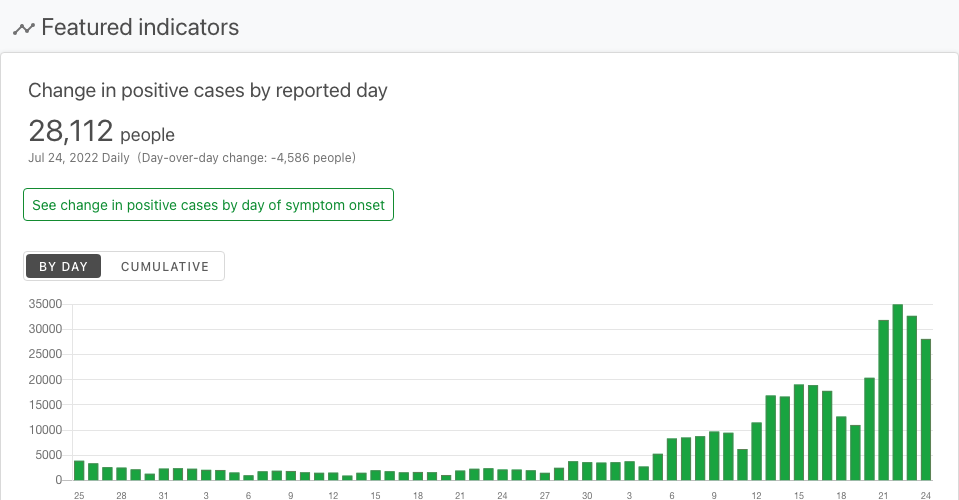 Featured indicators
Change in positive cases by reported day
28,112 people
Jul 24, 2022 Daily (Day-over-day change: -4,586 people)
See change in positive cases by day of symptom onset
BY DAY CUMULATIVE
35000
30000
25000
20000
15000
10000
5000
0
25 28 31 3 6 9 12 15 18 21 24 27 30 3 6 9 12 15 18 21 24